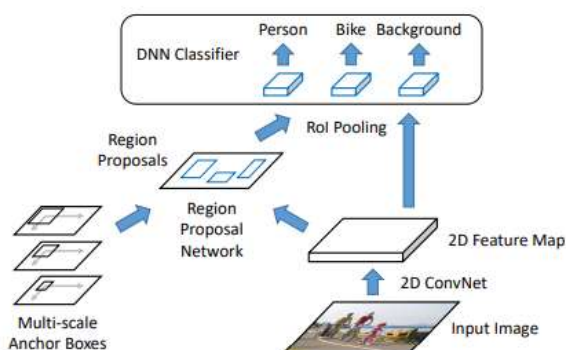 Person Bike Background
DNN Classifier
RoI Pooling
Region
Proposals
Region
Proposal
Network
2D Feature Map
2D ConvNet
Multi-scale
Anchor Boxes
Input Image